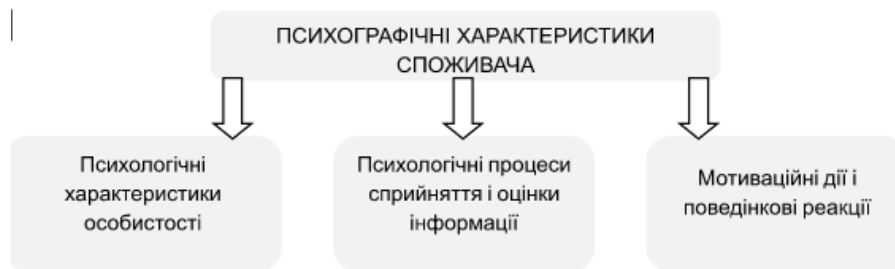 ПСИХОГРАФІЧНІ ХАРАКТЕРИСТИКИ
СПОЖИВАЧА
Психологічні
характеристики
особистості
Психологічні процеси
сприйняття і оцінки
інформації
Мотиваційні дії і
поведінкові реакції